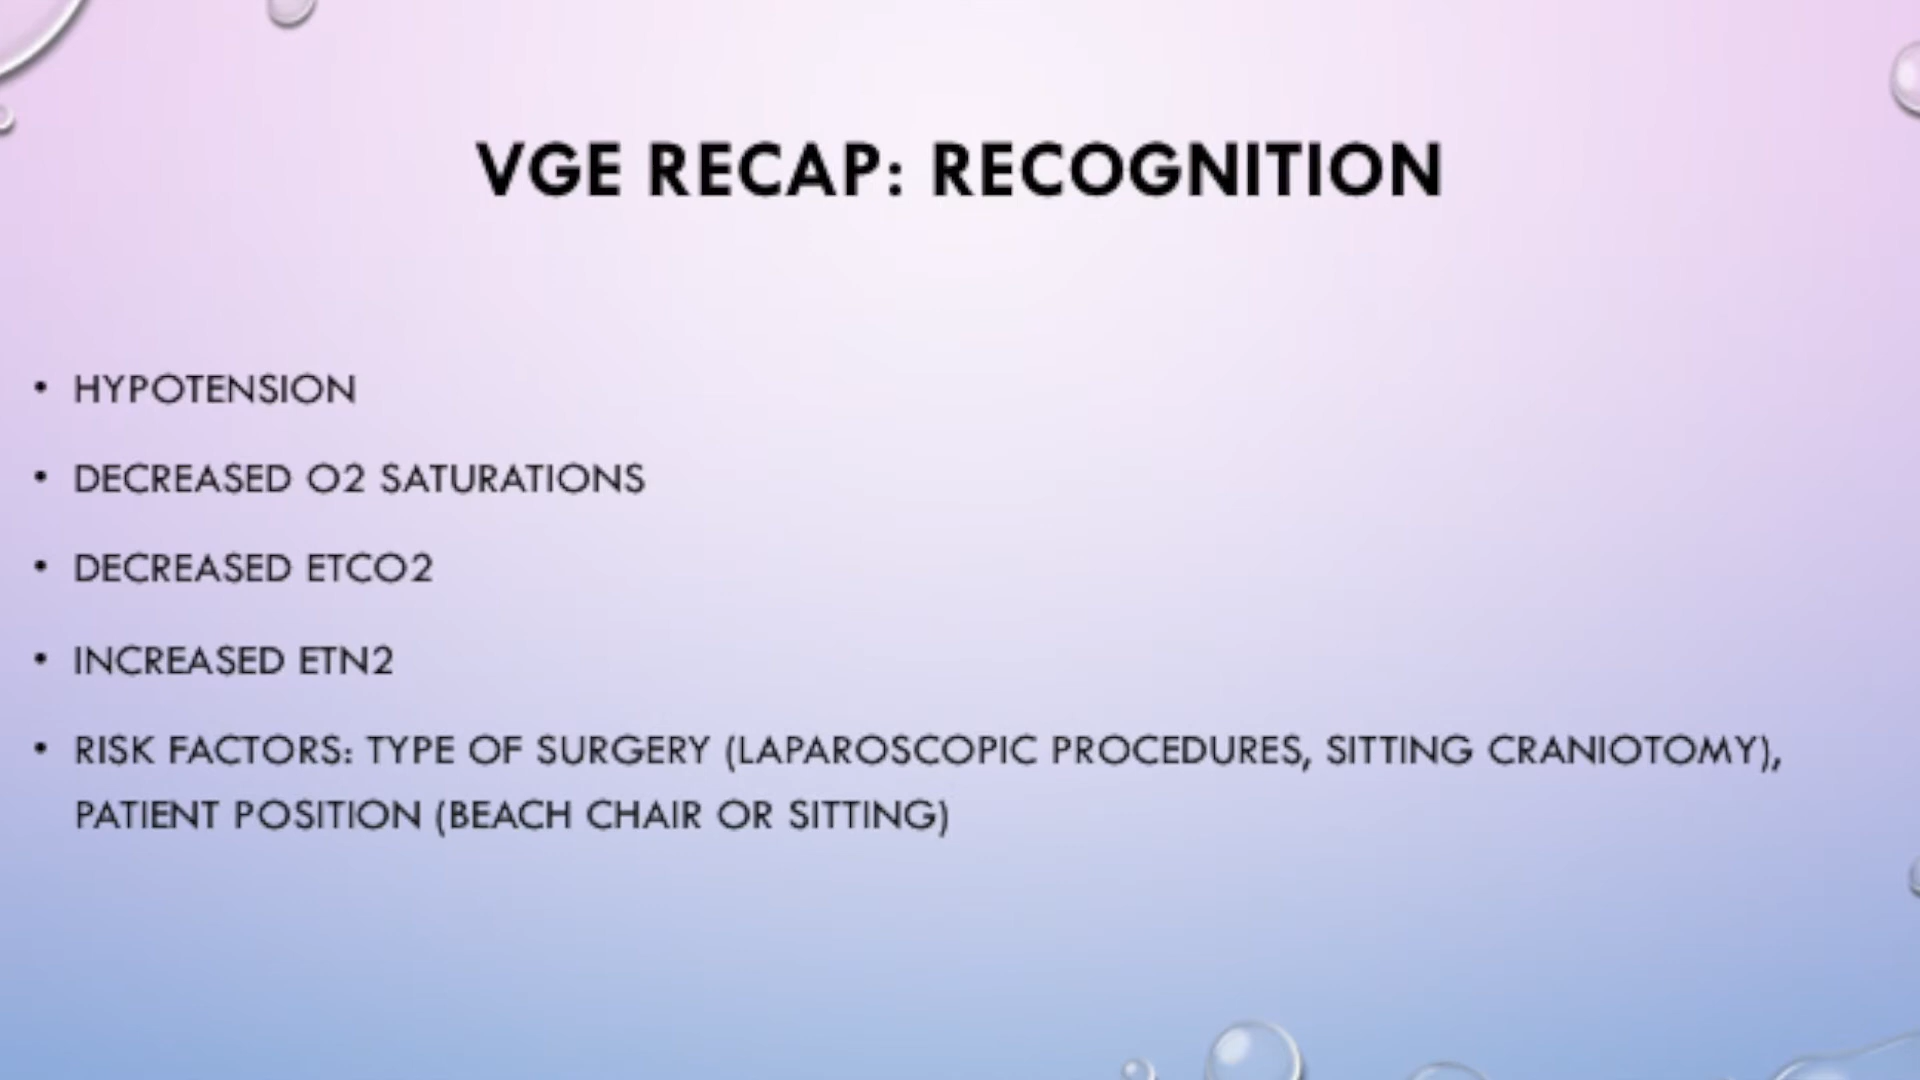 VGE RECAP: RECOGNITION
• HYPOTENSION
• DECREASED O2 SATURATIONS
• DECREASED ETCO2
• INCREASED ETN2
• RISK FACTORS: TYPE OF SURGERY (LAPAROSCOPIC PROCEDURES, SITTING CRANIOTOMY),
PATIENT POSITION (BEACH CHAIR OR SITTING)